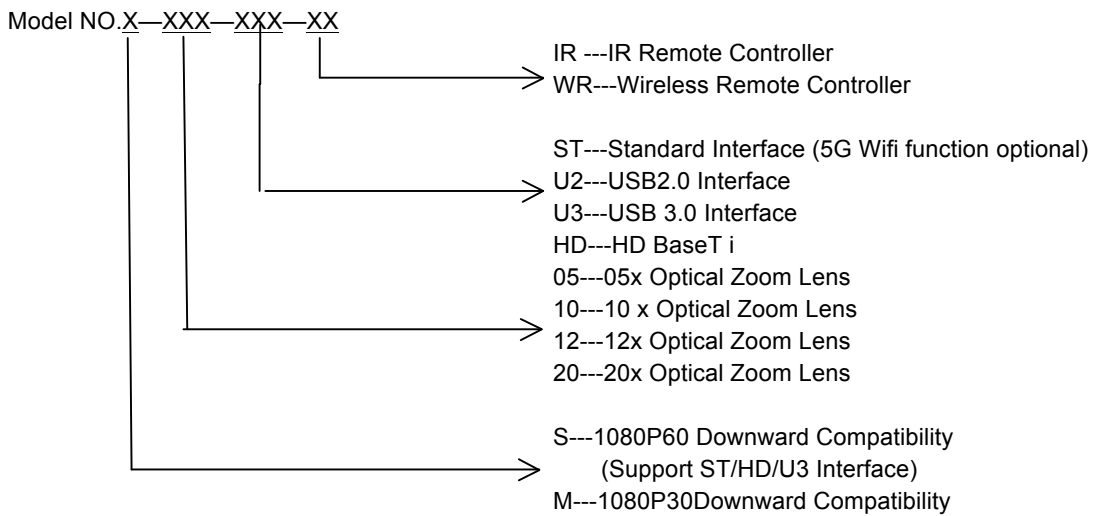 Model NO.X—XXX—XXX—XX
IR ---IR Remote Controller
WR---Wireless Remote Controller
ST---Standard Interface (5G Wifi function optional)
U2---USB2.0 Interface
U3---USB 3.0 Interface
HD---HD BaseT i
05---05x Optical Zoom Lens
10---10 x Optical Zoom Lens
12---12x Optical Zoom Lens
20---20x Optical Zoom Lens
S---1080P60 Downward Compatibility
(Support ST/HD/U3 Interface)
M---1080P30Downward Compatibility